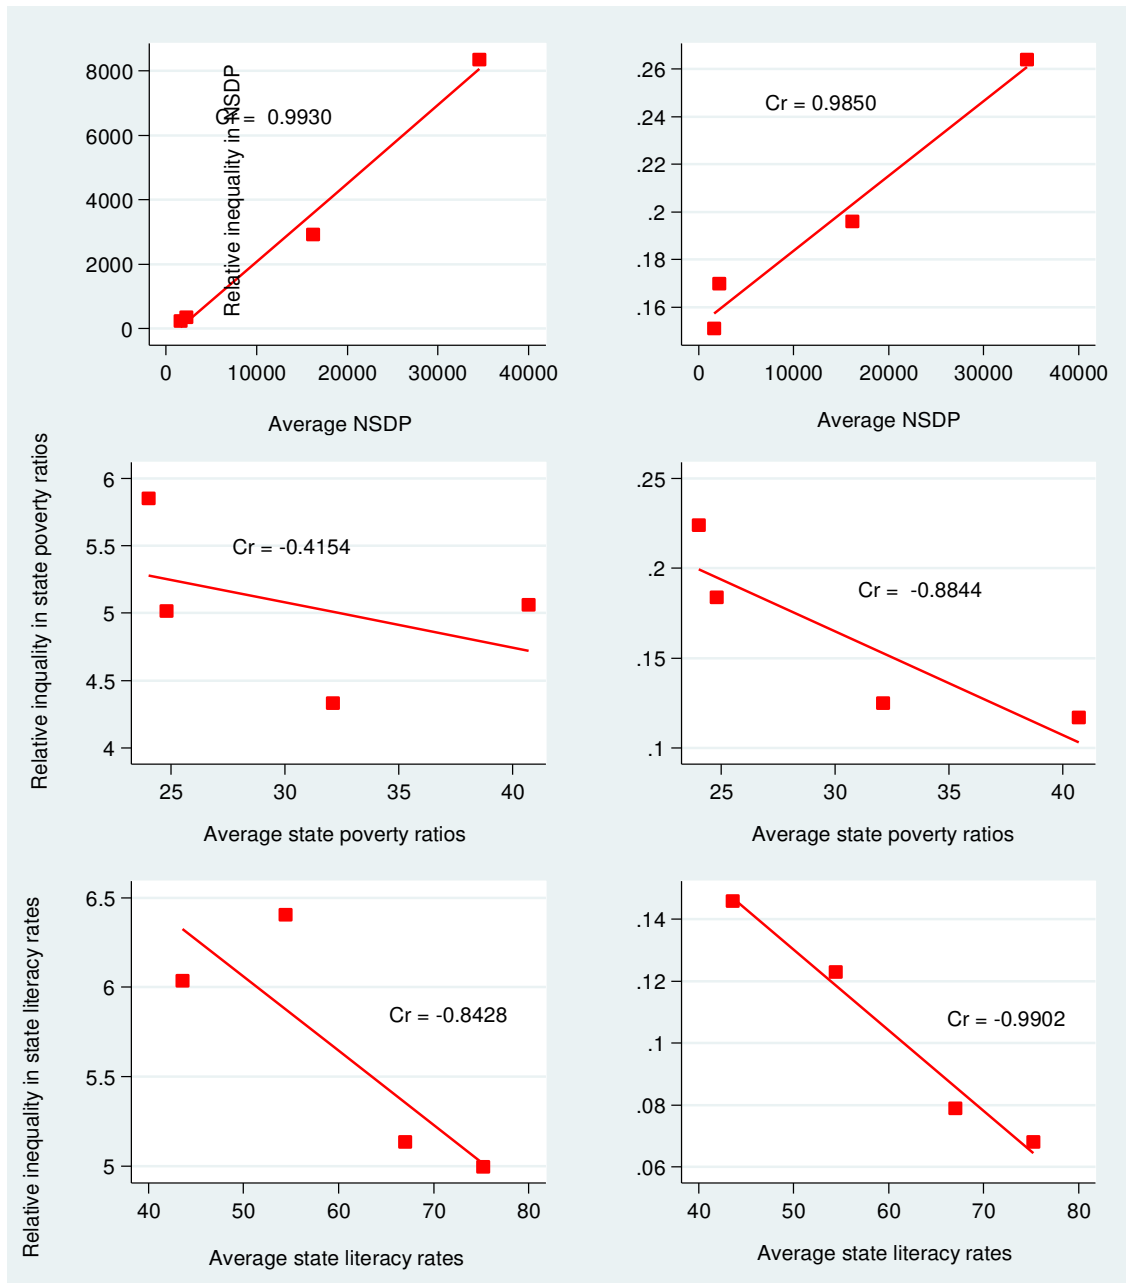 Relative inequality in NSDP
8000
6000
4000
2000
0
Cr = 0.9930
0 10000 20000 30000 40000
Average NSDP
.26
.24
.22
.2
.18
.16
Cr = 0.9850
0 10000 20000 30000 40000
Average NSDP
Relative inquality in state poverty ratios
6
5.5
5
4.5
4
Cr = -0.4154
25 30 35 40
Average state poverty ratios
.25
.2
.15
.1
Cr = -0.8844
25 30 35 40
Average state poverty ratios
Relative inequality in state literacy rates
6.5
6
5.5
5
Cr = -0.8428
40 50 60 70 80
Average state literacy rates
.14
.12
.1
.08
.06
Cr = -0.9902
40 50 60 70 80
Average state literacy rates